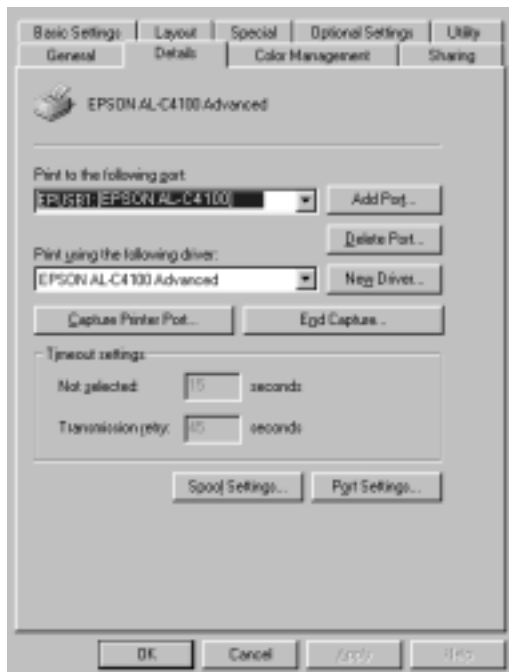 Basic Settings Layout Special Optional Settings Utility
General Details Color Management Sharing
EPSON AL-C4100 Advanced
Print to the following port:
EPUSB1: [EPSON AL-C4100] Add Port...
Delete Port...
Print using the following driver:
EPSON AL-C4100 Advanced New Driver...
Capture Printer Port... End Capture...
Timeout settings
Not selected: 15 seconds
Transmission retry: 45 seconds
Spool Settings... Port Settings...
OK Cancel Apply Help